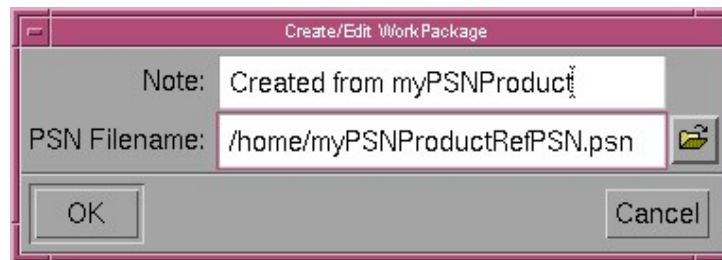 Create/Edit WorkPackage
Note: Created from myPSNProduct
PSN Filename: /home/myPSNProductRefPSN.psn
OK Cancel